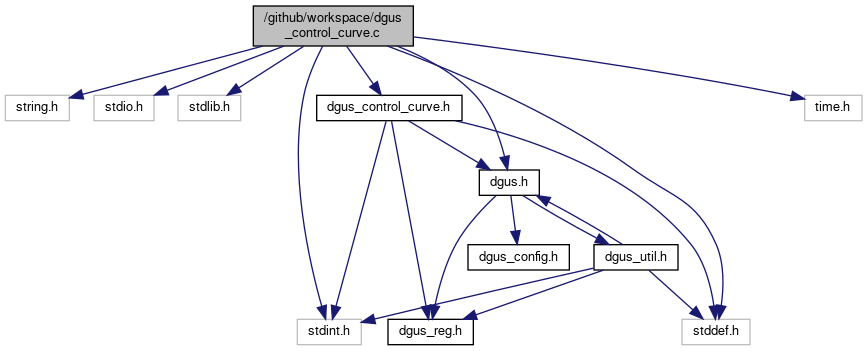 /github/workspace/dgus
_control_curve.c
string.h
stdio.h
stdlib.h
dgus_control_curve.h
time.h
dgus.h
dgus_config.h
dgus_util.h
stdint.h
dgus_reg.h
stddef.h